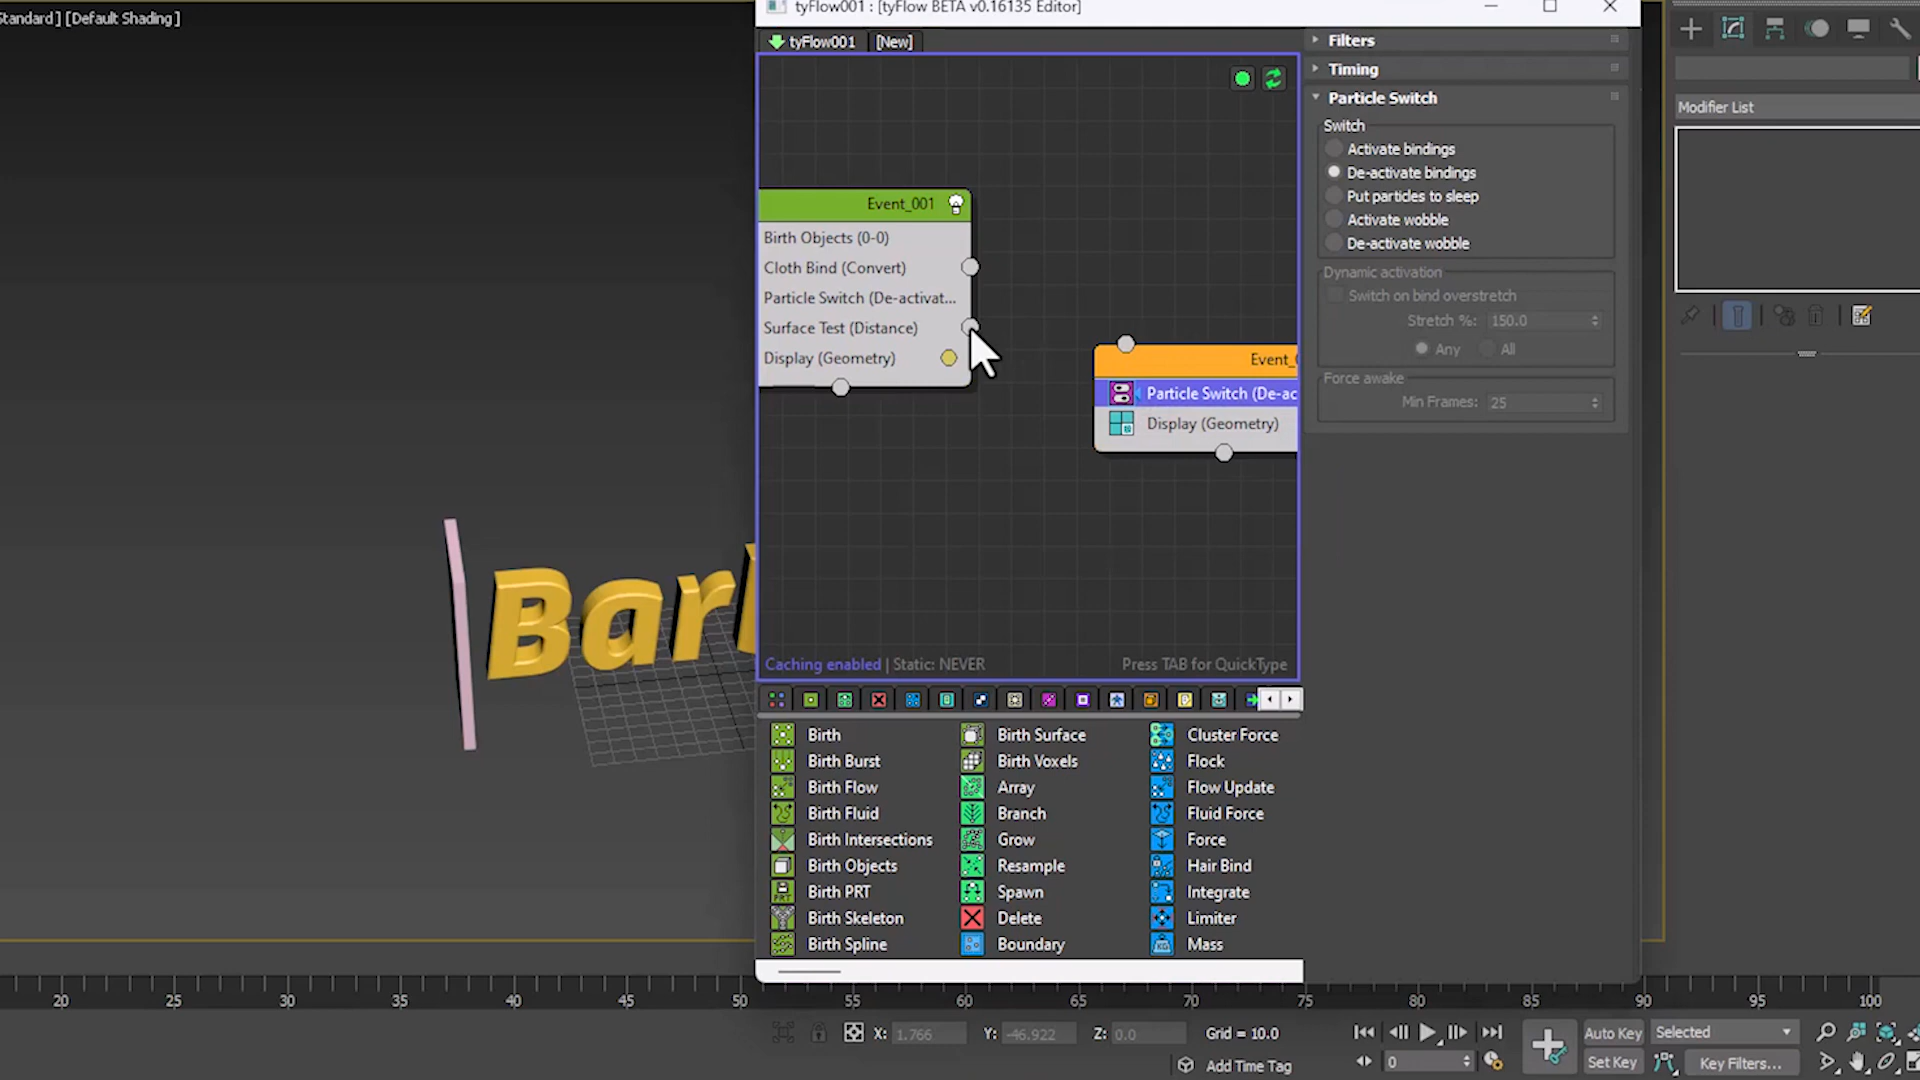 Standard ] [Default Shading ]
tyFlow001 : [tyFlow BETA v0.16135 Editor]
tyFlow001
[New]
Event_001
Birth Objects (0-0)
Cloth Bind (Convert)
Particle Switch (De-activat...
Surface Test (Distance)
Display (Geometry)
Event_
Particle Switch (De-ac
Display (Geometry)
Caching enabled | Static: NEVER
Press TAB for QuickType
Filters
Timing
Particle Switch
Switch
Activate bindings
De-activate bindings
Put particles to sleep
Activate wobble
De-activate wobble
Dynamic activation
Switch on bind overstretch
Stretch %: 150.0
Any All
Force awake
Min Frames: 25
Modifier List
Bar
Birth
Birth Burst
Birth Flow
Birth Fluid
Birth Intersections
Birth Objects
Birth PRT
Birth Skeleton
Birth Spline
Birth Surface
Birth Voxels
Array
Branch
Grow
Resample
Spawn
Delete
Boundary
Cluster Force
Flock
Flow Update
Fluid Force
Force
Hair Bind
Integrate
Limiter
Mass
20 25 30 35 40 45 50 55 60 65 70 75 80 85 90 95 100
X: 1.766 Y: -46.922 Z: 0.0 Grid = 10.0
Add Time Tag
0
Auto Key Selected
Set Key Key Filters...